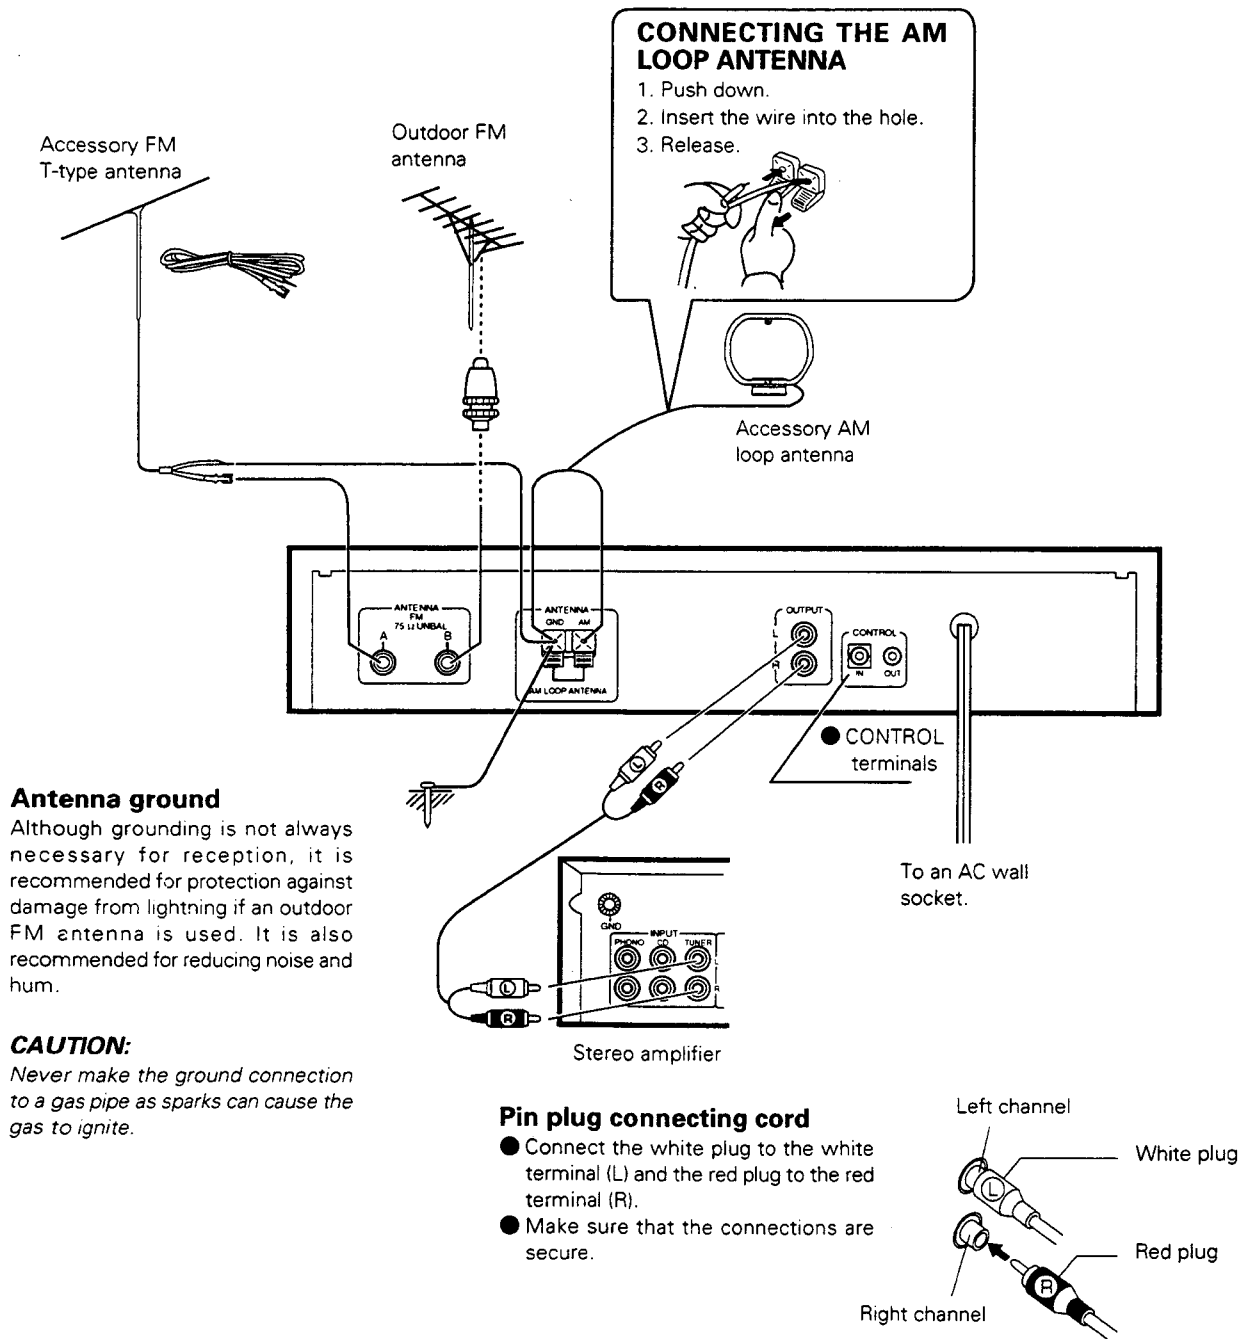 CONNECTING THE AM
LOOP ANTENNA
1. Push down.
2. Insert the wire into the hole.
3. Release.
Accessory FM
T-type antenna
Outdoor FM
antenna
Accessory AM
loop antenna
ANTENNA
FM
75 Ω UNBAL
A
B
ANTENNA
GND AM
AM LOOP ANTENNA
OUTPUT
L
R
CONTROL
IN
OUT
● CONTROL
terminals
L
R
To an AC wall
socket.
Antenna ground
Although grounding is not always
necessary for reception, it is
recommended for protection against
damage from lightning if an outdoor
FM antenna is used. It is also
recommended for reducing noise and
hum.
CAUTION:
Never make the ground connection
to a gas pipe as sparks can cause the
gas to ignite.
GND
INPUT
PHONO CD TUNER
R
L
R
Stereo amplifier
Pin plug connecting cord
● Connect the white plug to the white
terminal (L) and the red plug to the red
terminal (R).
● Make sure that the connections are
secure.
Left channel
White plug
L
Red plug
R
Right channel